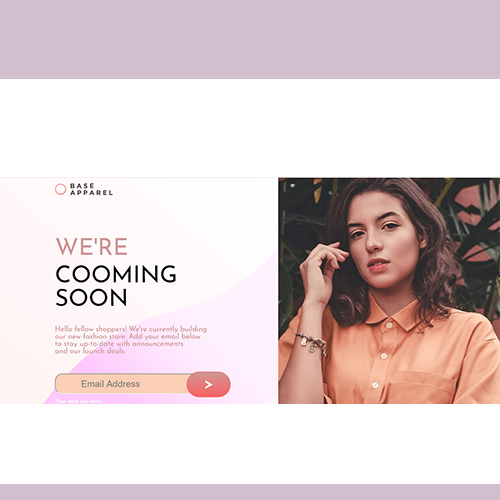 BASE
APPAREL
WE'RE
COOMING
SOON
Hello fellow shoppers! We're currently building
our new fashion store. Add your email below
to stay up-to-date with announcements
and our launch deals.
Email Address
>